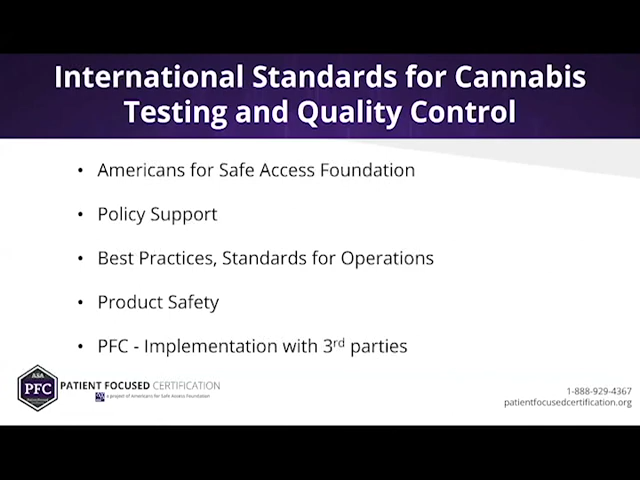 International Standards for Cannabis
Testing and Quality Control
• Americans for Safe Access Foundation
• Policy Support
• Best Practices, Standards for Operations
• Product Safety
• PFC - Implementation with 3rd parties
ASA
PFC
PATIENT FOCUSED CERTIFICATION
a project of Americans for Safe Access Foundation
1-888-929-4367
patientfocusedcertification.org